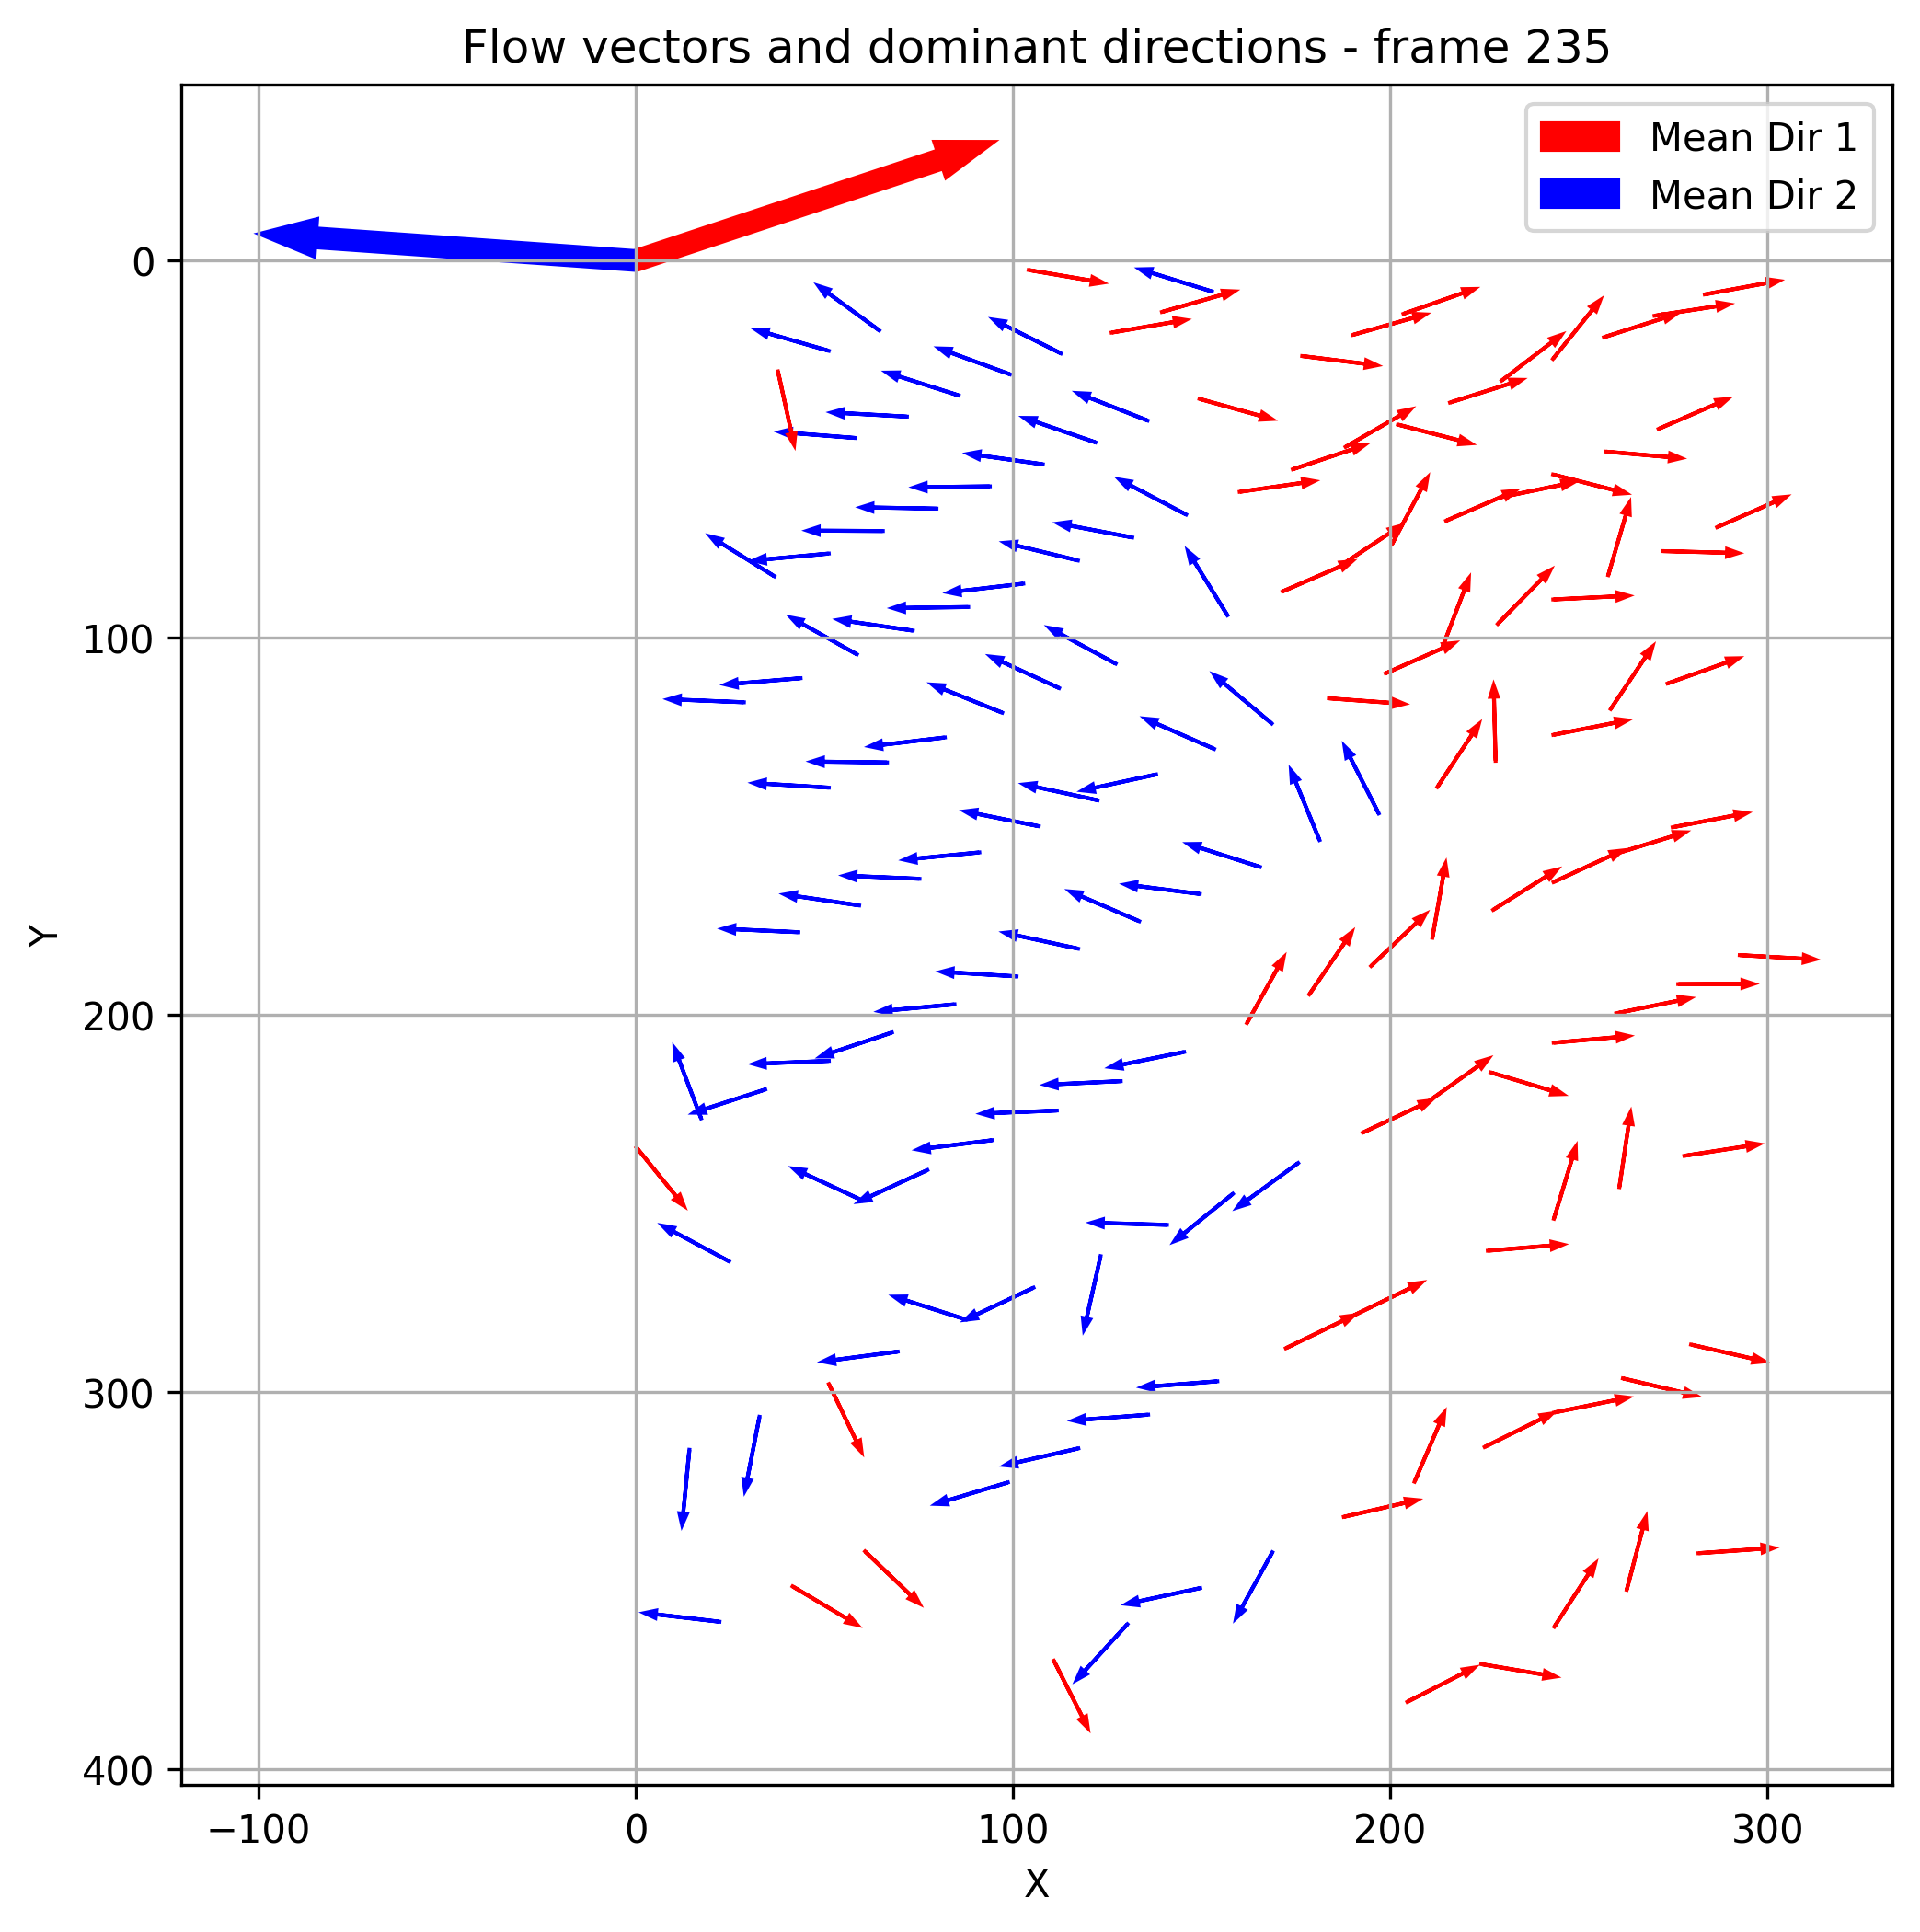 Flow vectors and dominant directions - frame 235
Mean Dir 1
Mean Dir 2
0
100
200
300
400
Y
−100
0
100
200
300
X